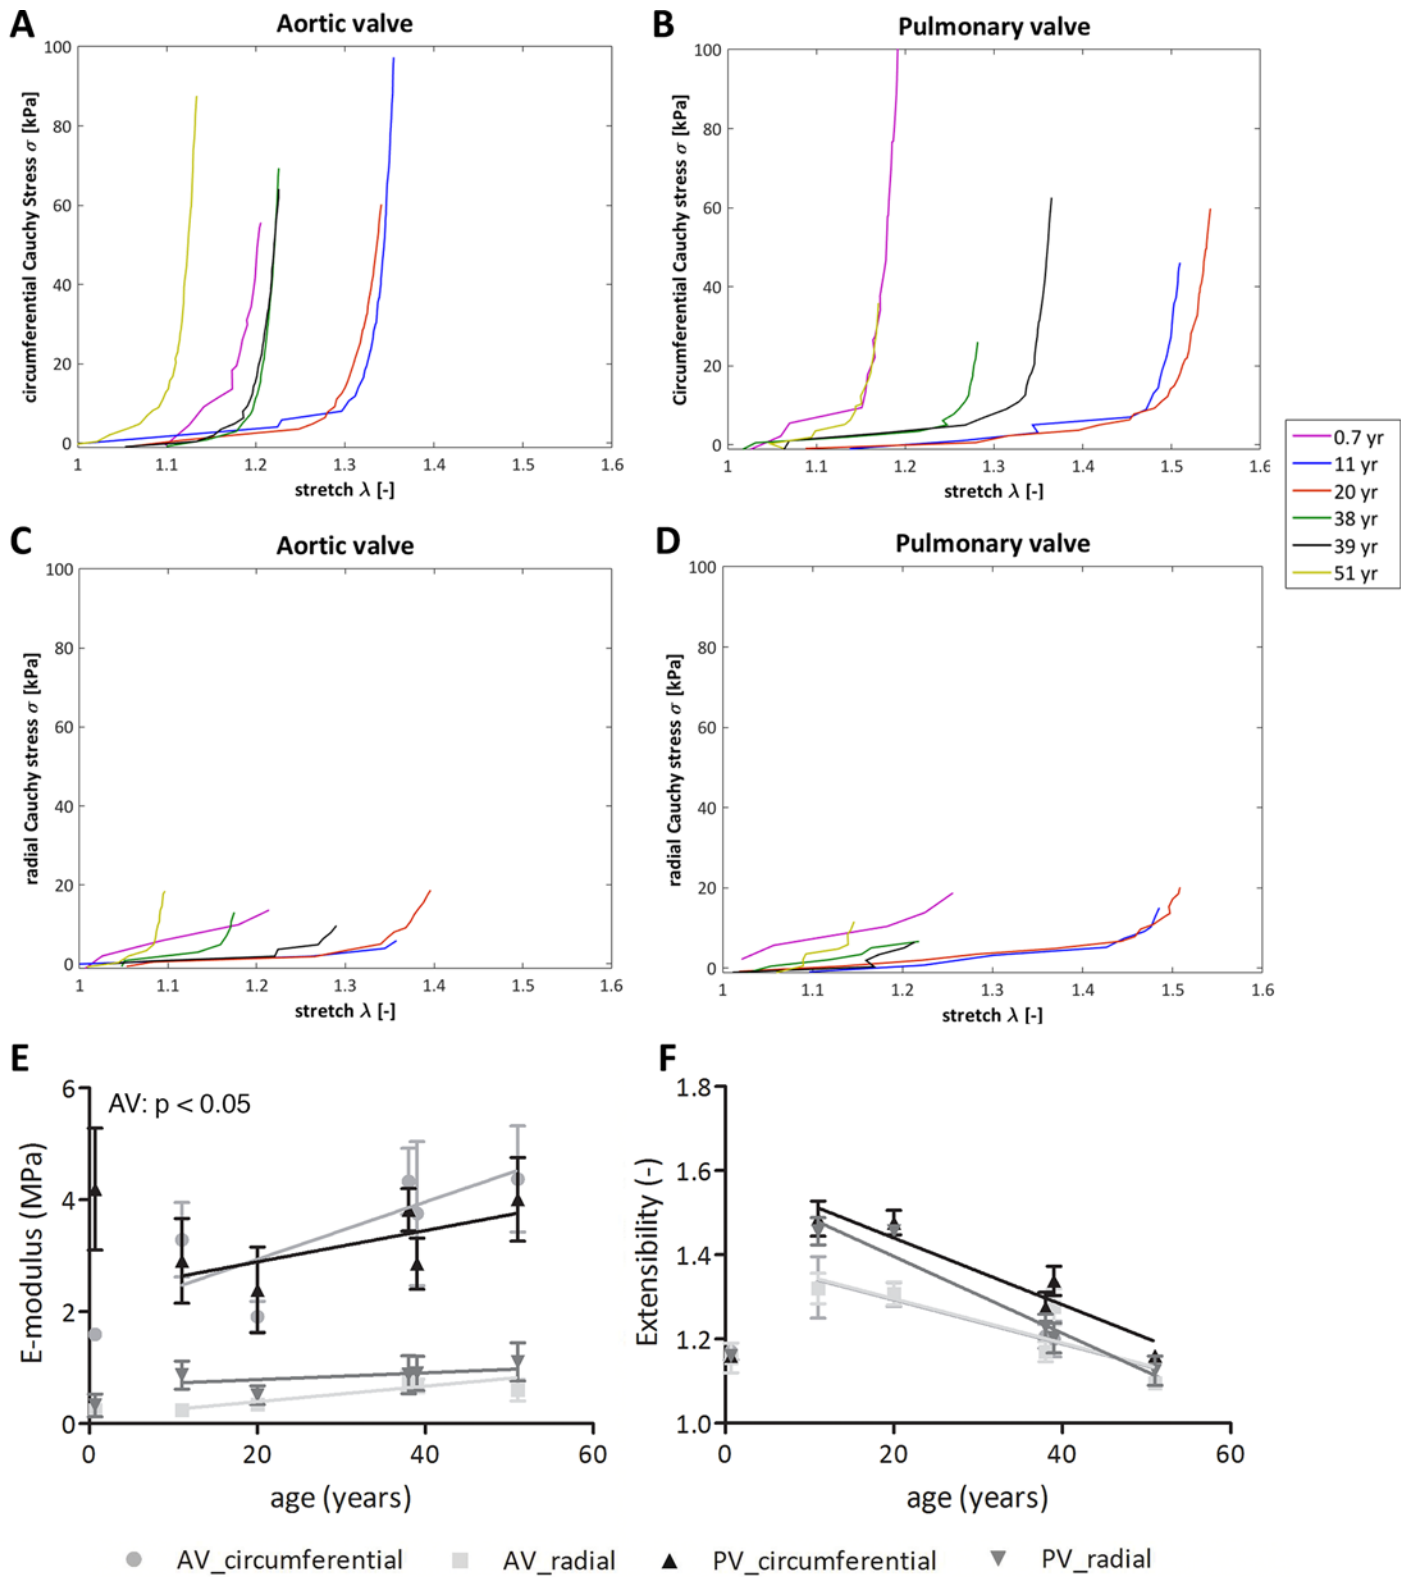 A
Aortic valve
circumferential Cauchy Stress σ [kPa]
100
80
60
40
20
0
1
1.1
1.2
1.3
1.4
1.5
1.6
stretch λ [-]
B
Pulmonary valve
Circumferential Cauchy stress σ [kPa]
100
80
60
40
20
0
1
1.1
1.2
1.3
1.4
1.5
1.6
stretch λ [-]
0.7 yr
11 yr
20 yr
38 yr
39 yr
51 yr
C
Aortic valve
radial Cauchy stress σ [kPa]
100
80
60
40
20
0
1
1.1
1.2
1.3
1.4
1.5
1.6
stretch λ [-]
D
Pulmonary valve
radial Cauchy stress σ [kPa]
100
80
60
40
20
0
1
1.1
1.2
1.3
1.4
1.5
1.6
stretch λ [-]
E
AV: p < 0.05
E-modulus (MPa)
6
4
2
0
0
20
40
60
age (years)
F
Extensibility (-)
1.8
1.6
1.4
1.2
1.0
0
20
40
60
age (years)
AV_circumferential
AV_radial
PV_circumferential
PV_radial